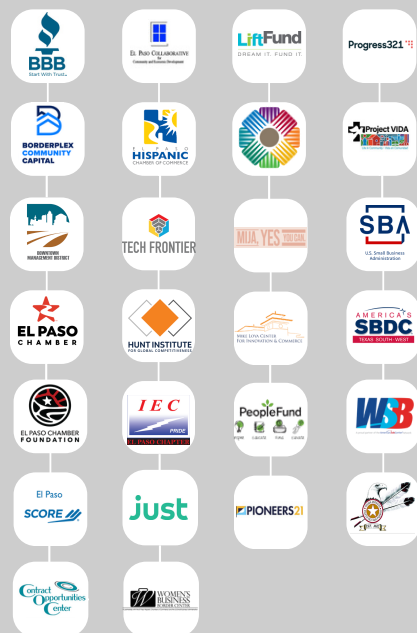 BBB
Start With Trust
EL PASO COLLABORATIVE
for
Community and Economic Development
LiftFund
DREAM IT. FUND IT.
Progress321
BORDERPLEX
COMMUNITY
CAPITAL
EL PASO
HISPANIC
CHAMBER OF COMMERCE
Project VIDA
DOWNTOWN
MANAGEMENT DISTRICT
TECH FRONTIER
MIJA, YES YOU CAN.
SBA
U.S. Small Business
Administration
EL PASO
CHAMBER
HUNT INSTITUTE
FOR GLOBAL COMPETITIVENESS
MIKE LOYA CENTER
FOR INNOVATION & COMMERCE
AMERICA'S
SBDC
TEXAS SOUTH-WEST
EL PASO CHAMBER
FOUNDATION
IEC
PRIDE
EL PASO CHAPTER
PEOPLEFUND
WSB
El Paso
SCORE
just
PIONEERS21
Contract
Opportunities
Center
WOMEN'S
BUSINESS
BORDER CENTER